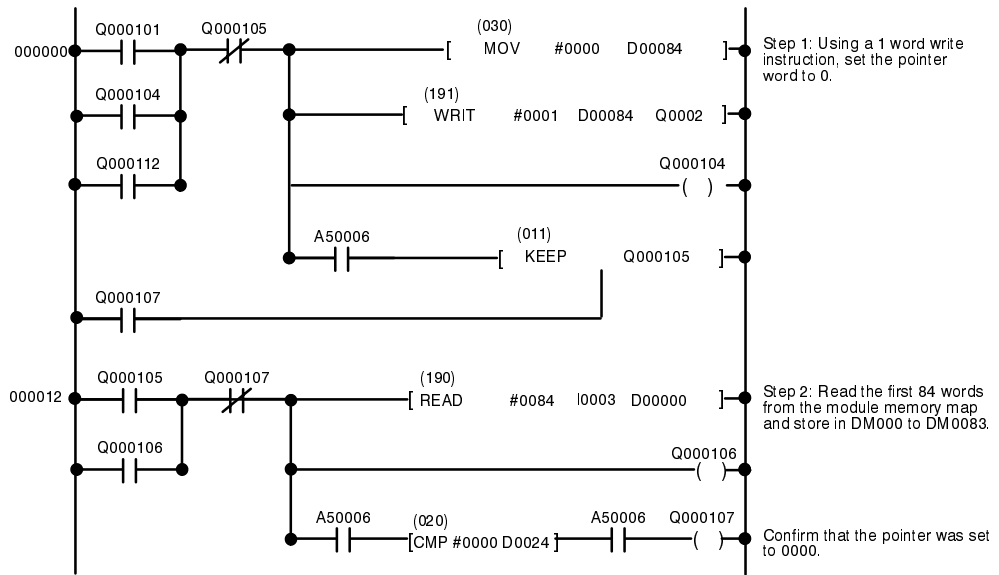 Q000101
Q000105
(030)
000000
[ MOV #0000 D00084 ]
Step 1: Using a 1 word write
instruction, set the pointer
word to 0.
Q000104
(191)
[ WRIT #0001 D00084 Q0002 ]
Q000112
Q000104
( )
A50006
(011)
[ KEEP Q000105 ]
Q000107
Q000105
Q000107
(190)
000012
[ READ #0084 I0003 D00000 ]
Step 2: Read the first 84 words
from the module memory map
and store in DM000 to DM0083.
Q000106
Q000106
( )
A50006
(020)
A50006
Q000107
[CMP #0000 D0024 ]
( )
Confirm that the pointer was set
to 0000.